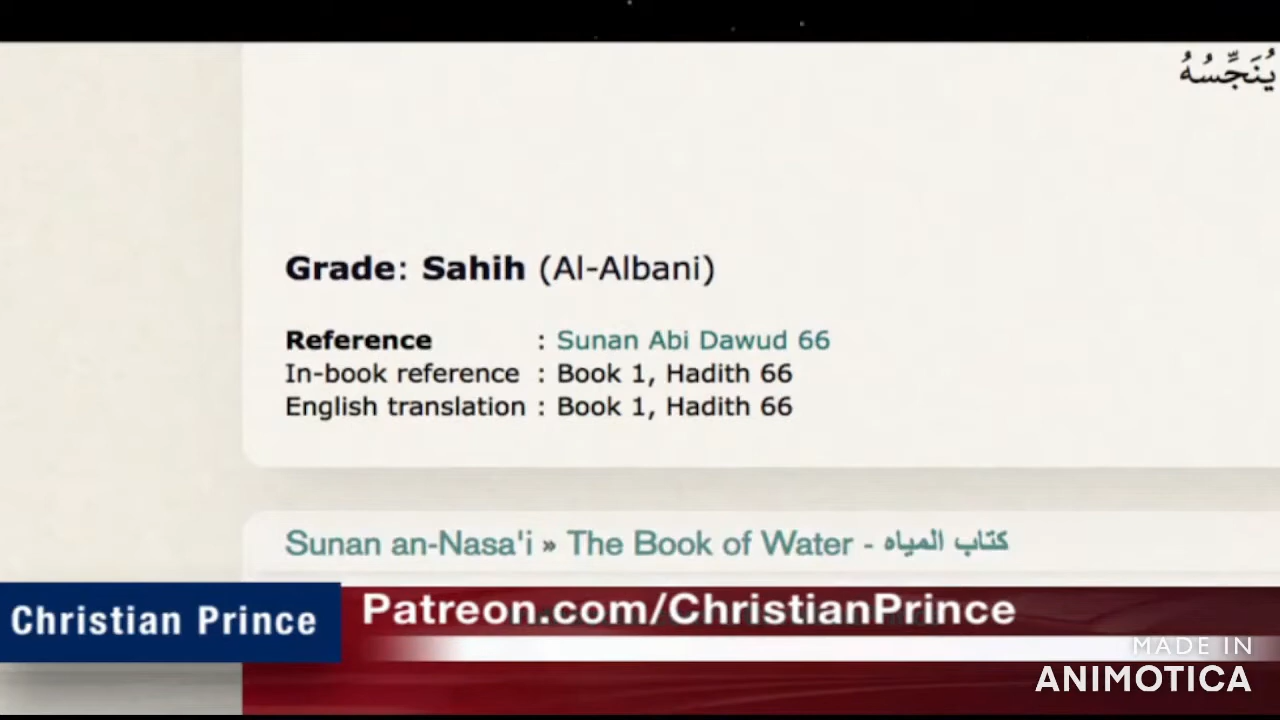 يُنَجِّسُهُ
Grade: Sahih (Al-Albani)
Reference : Sunan Abi Dawud 66
In-book reference : Book 1, Hadith 66
English translation : Book 1, Hadith 66
Sunan an-Nasa'i » The Book of Water - كتاب المياه
Christian Prince
Patreon.com/ChristianPrince
MADE IN
ANIMOTICA